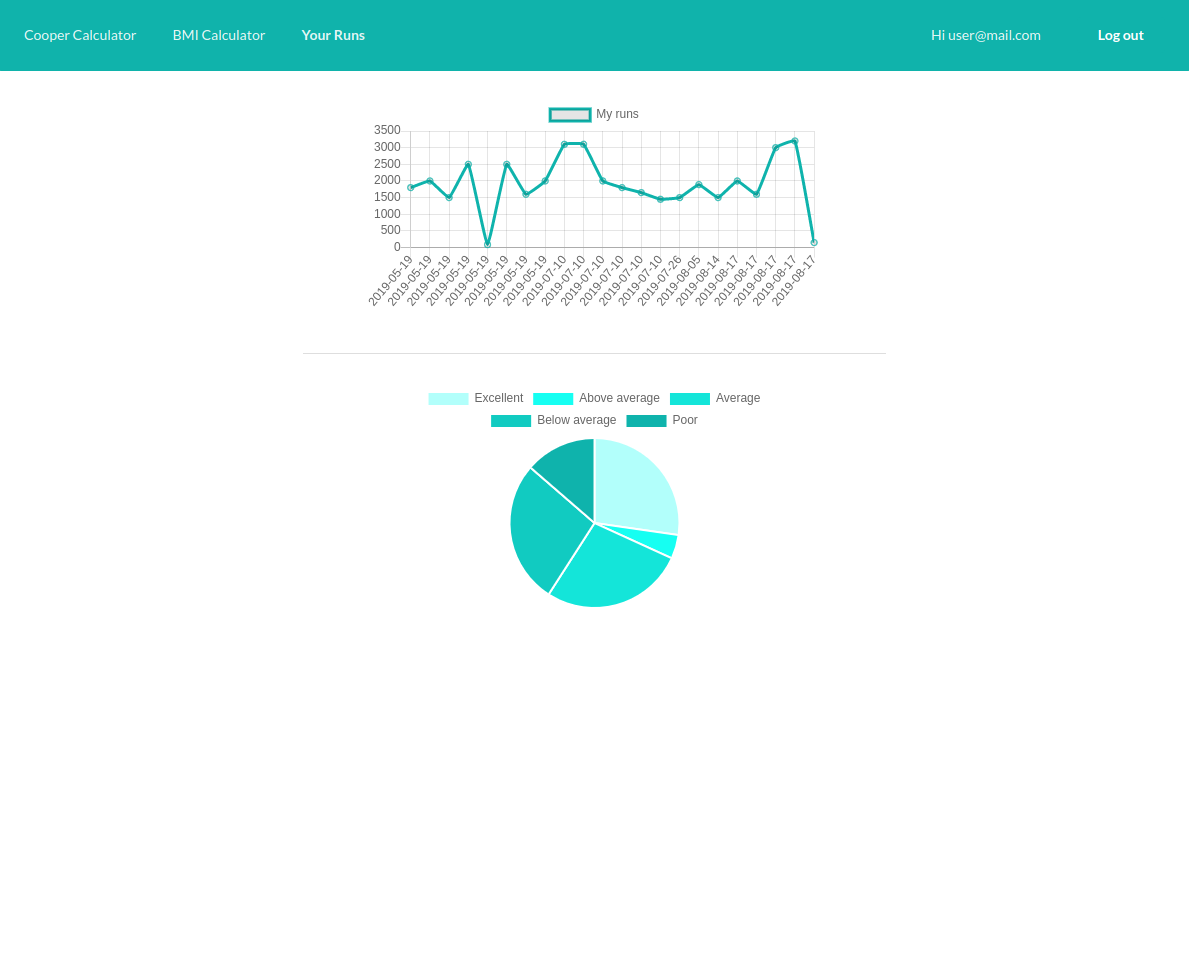 Cooper Calculator BMI Calculator Your Runs Hi user@mail.com Log out
My runs
3500
3000
2500
2000
1500
1000
500
0
2019-05-19 2019-05-19 2019-05-19 2019-05-19 2019-05-19 2019-05-19 2019-05-19 2019-05-19 2019-07-10 2019-07-10 2019-07-10 2019-07-10 2019-07-10 2019-07-10 2019-07-26 2019-08-05 2019-08-14 2019-08-17 2019-08-17 2019-08-17 2019-08-17 2019-08-17
Excellent Above average Average
Below average Poor